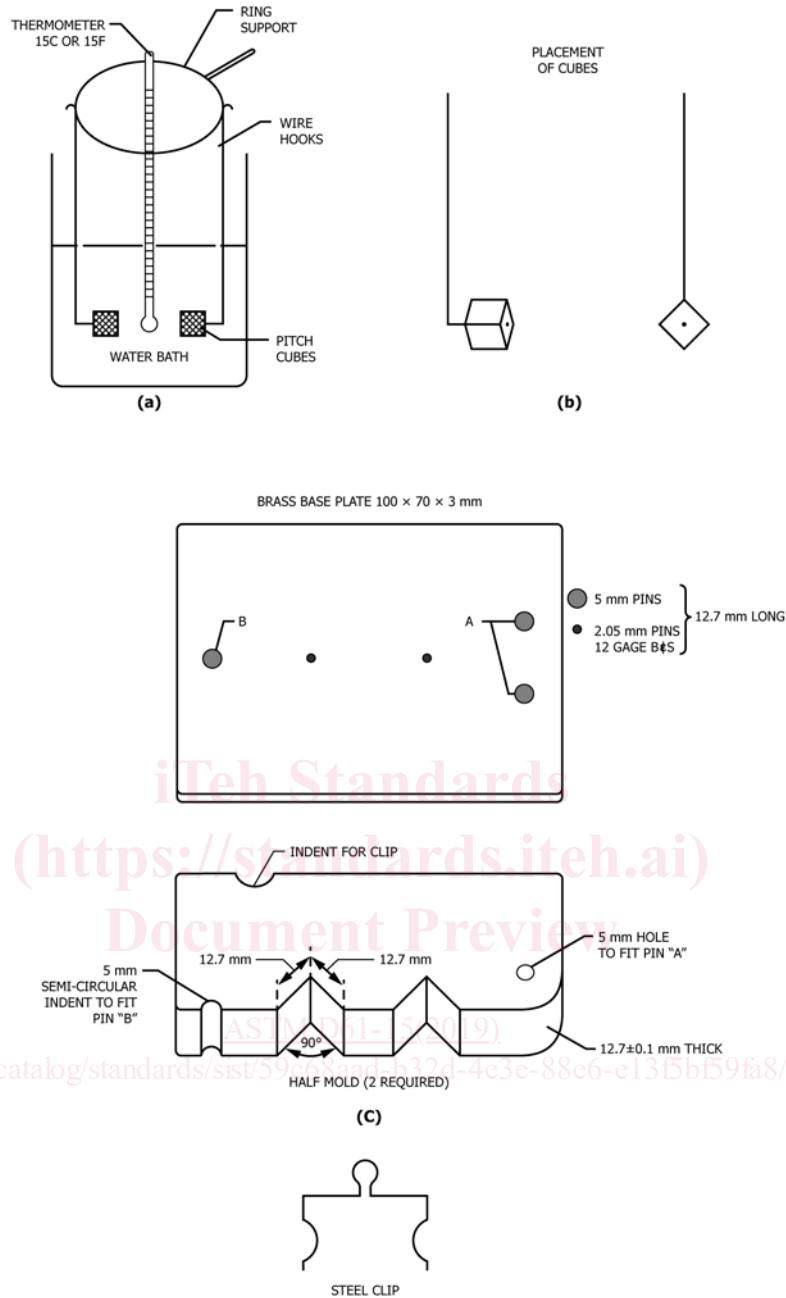 THERMOMETER
15C OR 15F
RING
SUPPORT
WIRE
HOOKS
PITCH
CUBES
WATER BATH
(a)
PLACEMENT
OF CUBES
(b)
BRASS BASE PLATE 100 × 70 × 3 mm
B
A
5 mm PINS
2.05 mm PINS
12 GAGE B¢S
12.7 mm LONG
iTeh Standards
(https://standards.iteh.ai)
Document Preview
INDENT FOR CLIP
12.7 mm
12.7 mm
5 mm HOLE
TO FIT PIN “A”
5 mm
SEMI-CIRCULAR
INDENT TO FIT
PIN “B”
90°
ASTM D61-15(2019)
12.7±0.1 mm THICK
catalog/standards/sist/59c68aad-b32d-4e3e-88e6-e13f5bf59fa8/
HALF MOLD (2 REQUIRED)
(C)
STEEL CLIP